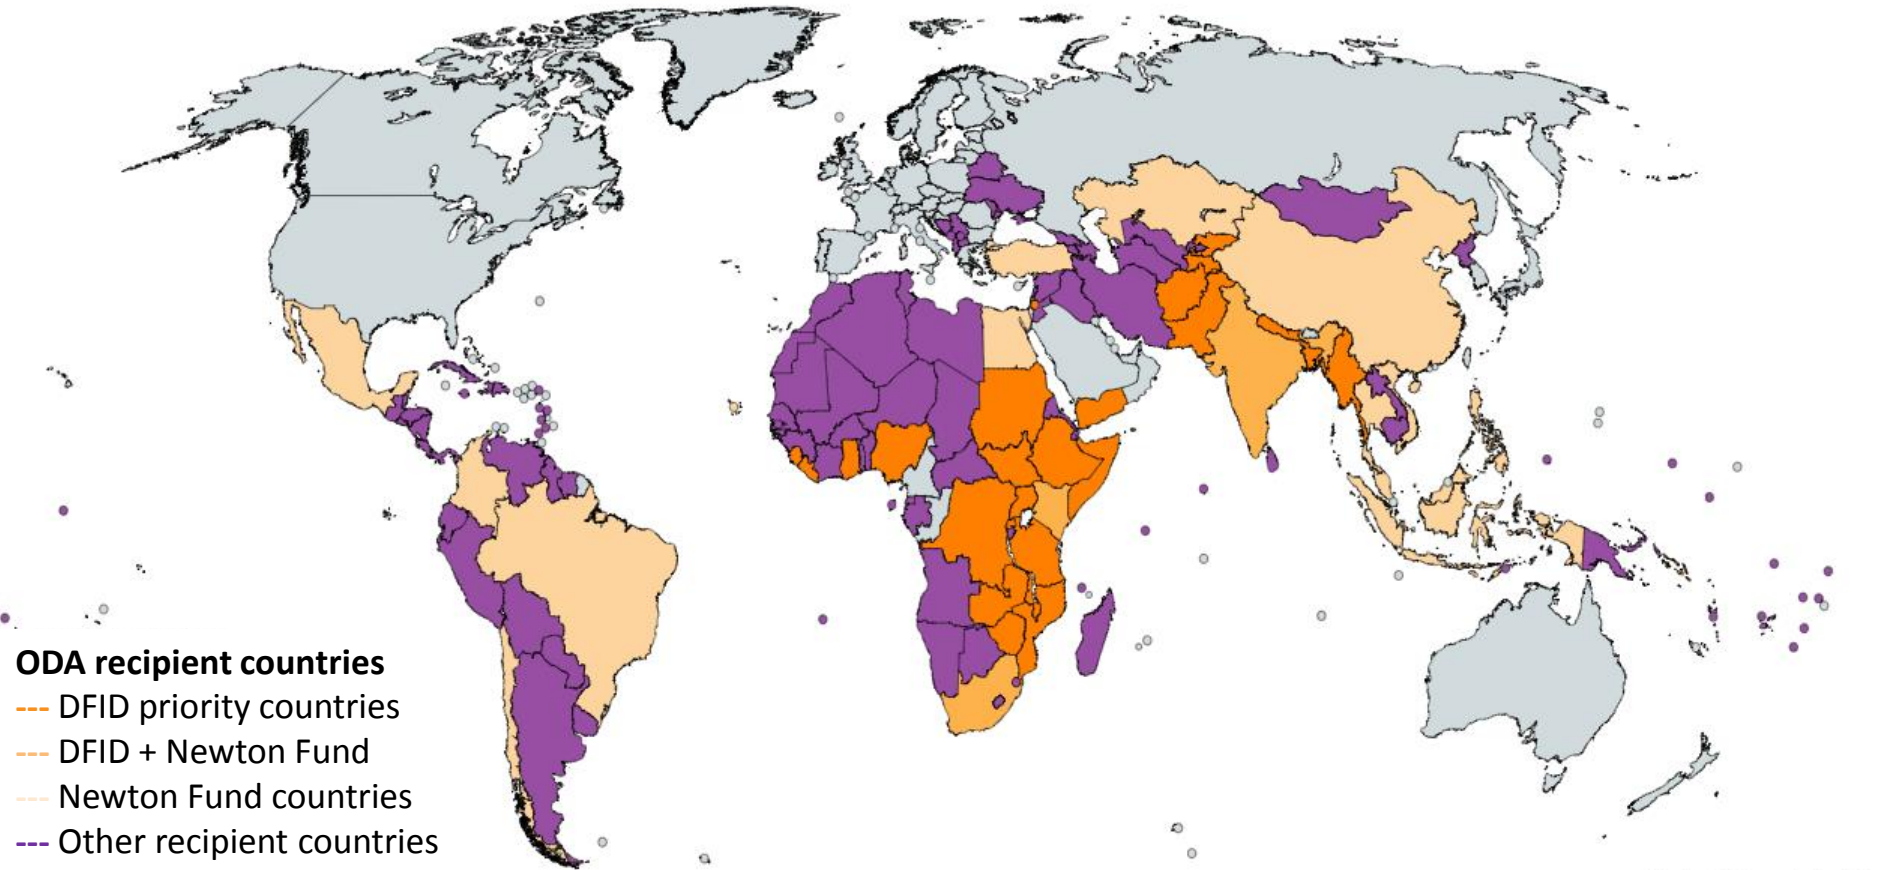 ODA recipient countries
--- DFID priority countries
--- DFID + Newton Fund
--- Newton Fund countries
--- Other recipient countries